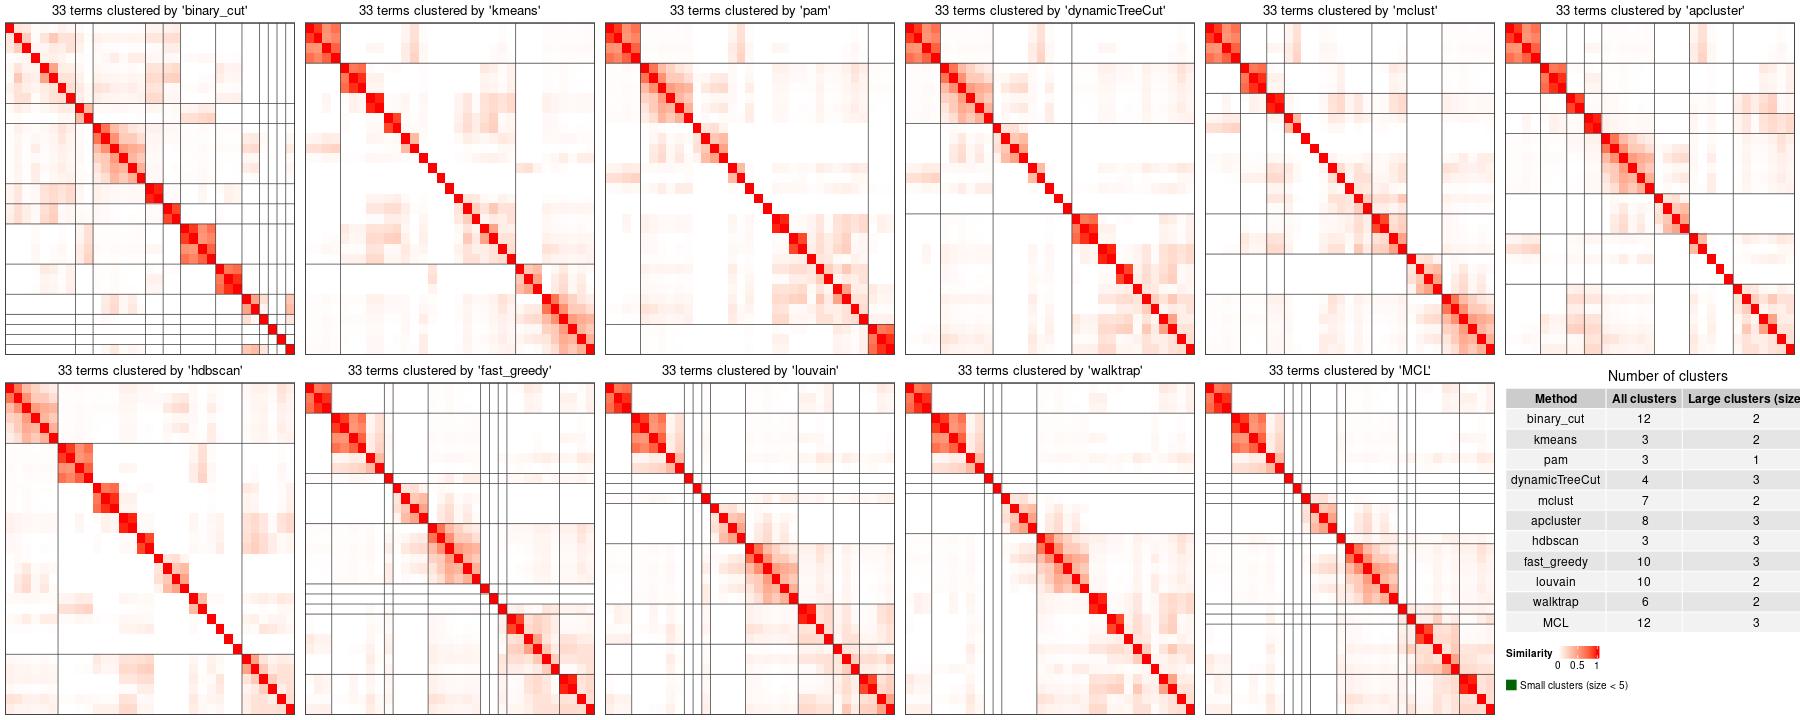 33 terms clustered by 'binary_cut'
33 terms clustered by 'kmeans'
33 terms clustered by 'pam'
33 terms clustered by 'dynamicTreeCut'
33 terms clustered by 'mclust'
33 terms clustered by 'apcluster'
33 terms clustered by 'hdbscan'
33 terms clustered by 'fast_greedy'
33 terms clustered by 'louvain'
33 terms clustered by 'walktrap'
33 terms clustered by 'MCL'
Number of clusters
Method All clusters Large clusters (size
binary_cut 12 2
kmeans 3 2
pam 3 1
dynamicTreeCut 4 3
mclust 7 2
apcluster 8 3
hdbscan 3 3
fast_greedy 10 3
louvain 10 2
walktrap 6 2
MCL 12 3
Similarity
0 0.5 1
Small clusters (size < 5)